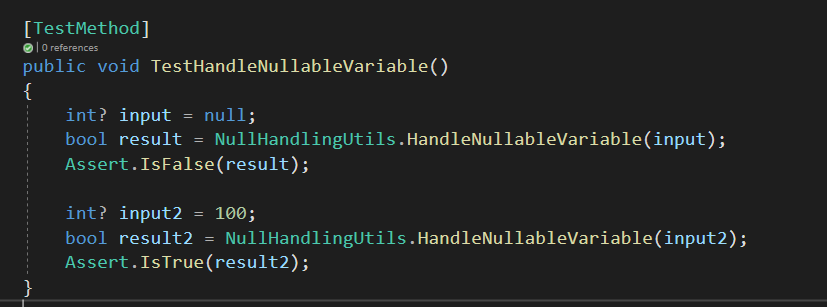 [TestMethod]
| 0 references
public void TestHandleNullableVariable()
{
int? input = null;
bool result = NullHandlingUtils.HandleNullableVariable(input);
Assert.IsFalse(result);
int? input2 = 100;
bool result2 = NullHandlingUtils.HandleNullableVariable(input2);
Assert.IsTrue(result2);
}